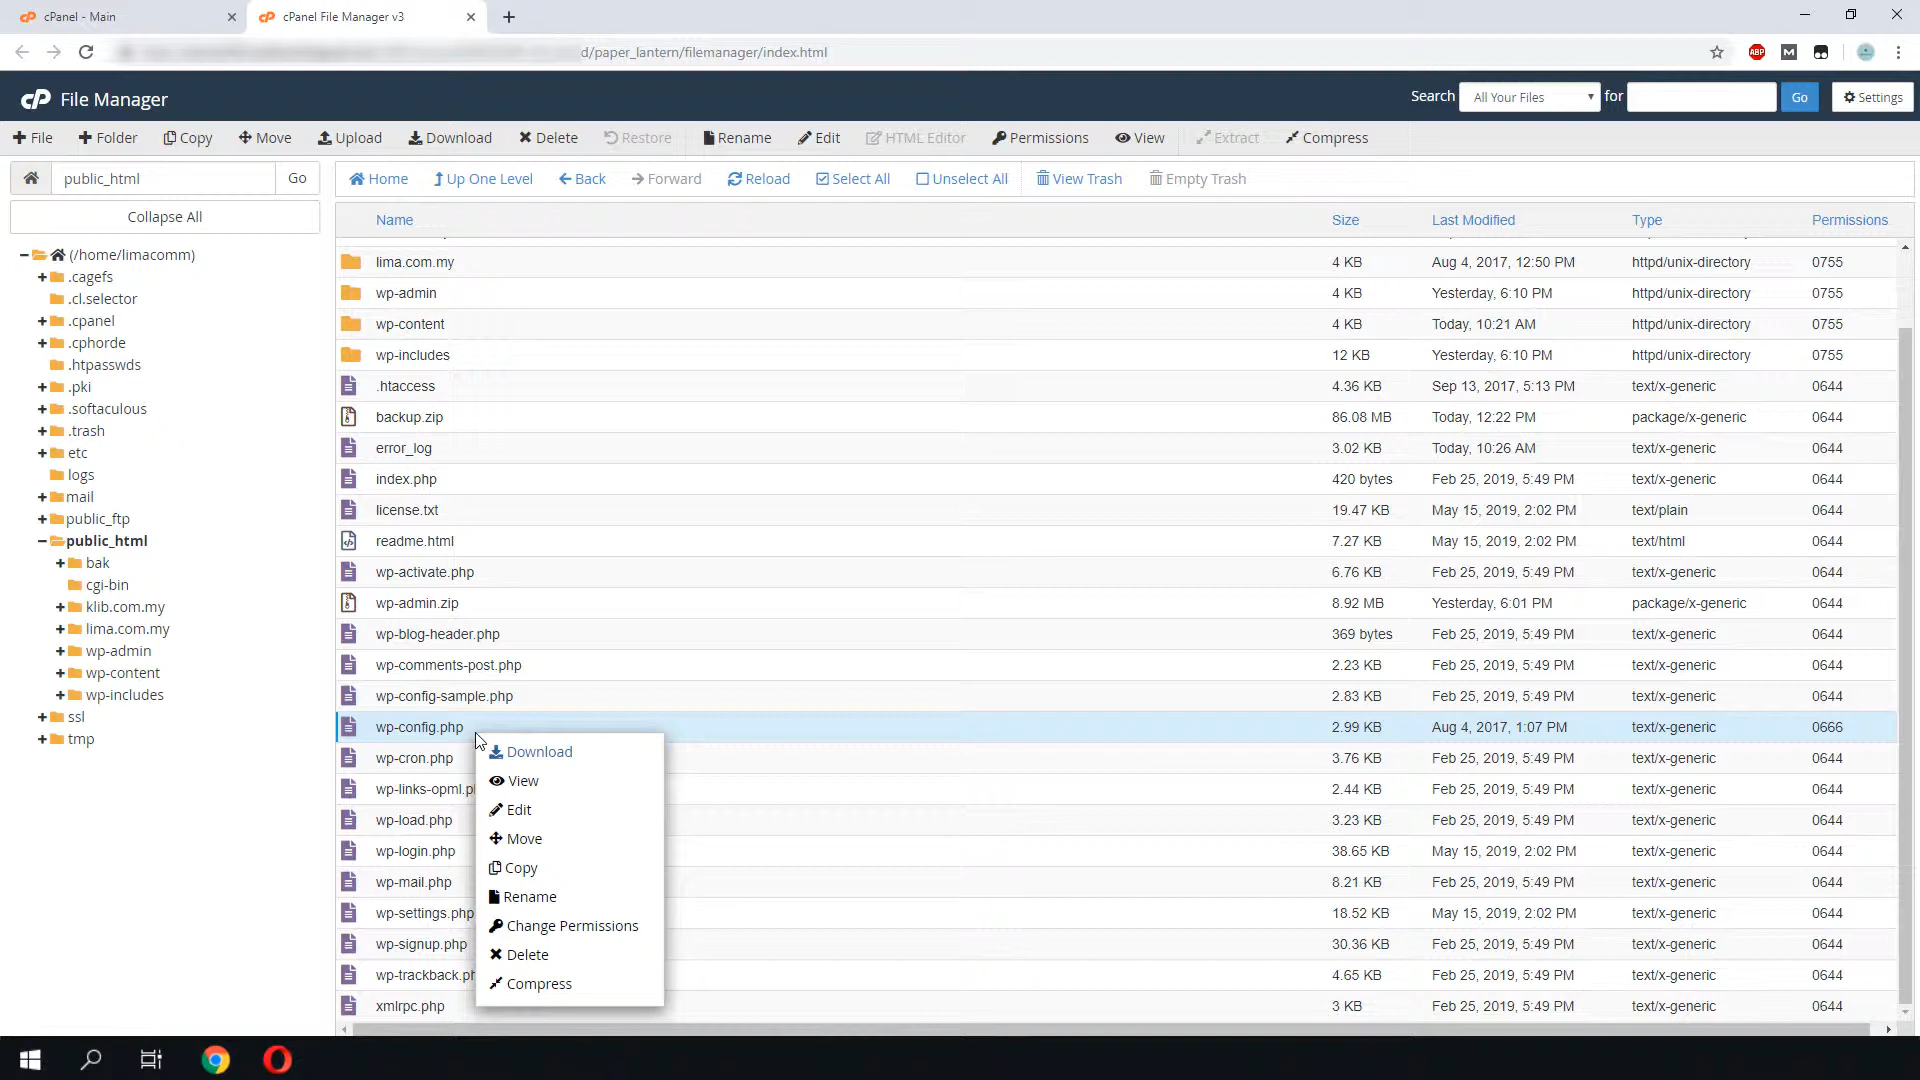 cPanel - Main
cPanel File Manager v3
d/paper_lantern/filemanager/index.html
ABP
M
cP File Manager
Search All Your Files for Go Settings
File Folder Copy Move Upload Download Delete Restore Rename Edit HTML Editor Permissions View Extract Compress
public_html Go
Home Up One Level Back Forward Reload Select All Unselect All View Trash Empty Trash
Collapse All
(/home/limacomm)
.cagefs
.cl.selector
.cpanel
.cphorde
.htpasswds
.pki
.softaculous
.trash
etc
logs
mail
public_ftp
public_html
bak
cgi-bin
klib.com.my
lima.com.my
wp-admin
wp-content
wp-includes
ssl
tmp
Name Size Last Modified Type Permissions
lima.com.my 4 KB Aug 4, 2017, 12:50 PM httpd/unix-directory 0755
wp-admin 4 KB Yesterday, 6:10 PM httpd/unix-directory 0755
wp-content 4 KB Today, 10:21 AM httpd/unix-directory 0755
wp-includes 12 KB Yesterday, 6:10 PM httpd/unix-directory 0755
.htaccess 4.36 KB Sep 13, 2017, 5:13 PM text/x-generic 0644
backup.zip 86.08 MB Today, 12:22 PM package/x-generic 0644
error_log 3.02 KB Today, 10:26 AM text/x-generic 0644
index.php 420 bytes Feb 25, 2019, 5:49 PM text/x-generic 0644
license.txt 19.47 KB May 15, 2019, 2:02 PM text/plain 0644
readme.html 7.27 KB May 15, 2019, 2:02 PM text/html 0644
wp-activate.php 6.76 KB Feb 25, 2019, 5:49 PM text/x-generic 0644
wp-admin.zip 8.92 MB Yesterday, 6:01 PM package/x-generic 0644
wp-blog-header.php 369 bytes Feb 25, 2019, 5:49 PM text/x-generic 0644
wp-comments-post.php 2.23 KB Feb 25, 2019, 5:49 PM text/x-generic 0644
wp-config-sample.php 2.83 KB Feb 25, 2019, 5:49 PM text/x-generic 0644
wp-config.php 2.99 KB Aug 4, 2017, 1:07 PM text/x-generic 0666
wp-cron.php 3.76 KB Feb 25, 2019, 5:49 PM text/x-generic 0644
wp-links-opml.p 2.44 KB Feb 25, 2019, 5:49 PM text/x-generic 0644
wp-load.php 3.23 KB Feb 25, 2019, 5:49 PM text/x-generic 0644
wp-login.php 38.65 KB May 15, 2019, 2:02 PM text/x-generic 0644
wp-mail.php 8.21 KB Feb 25, 2019, 5:49 PM text/x-generic 0644
wp-settings.php 18.52 KB May 15, 2019, 2:02 PM text/x-generic 0644
wp-signup.php 30.36 KB Feb 25, 2019, 5:49 PM text/x-generic 0644
wp-trackback.ph 4.65 KB Feb 25, 2019, 5:49 PM text/x-generic 0644
xmlrpc.php 3 KB Feb 25, 2019, 5:49 PM text/x-generic 0644
Download
View
Edit
Move
Copy
Rename
Change Permissions
Delete
Compress